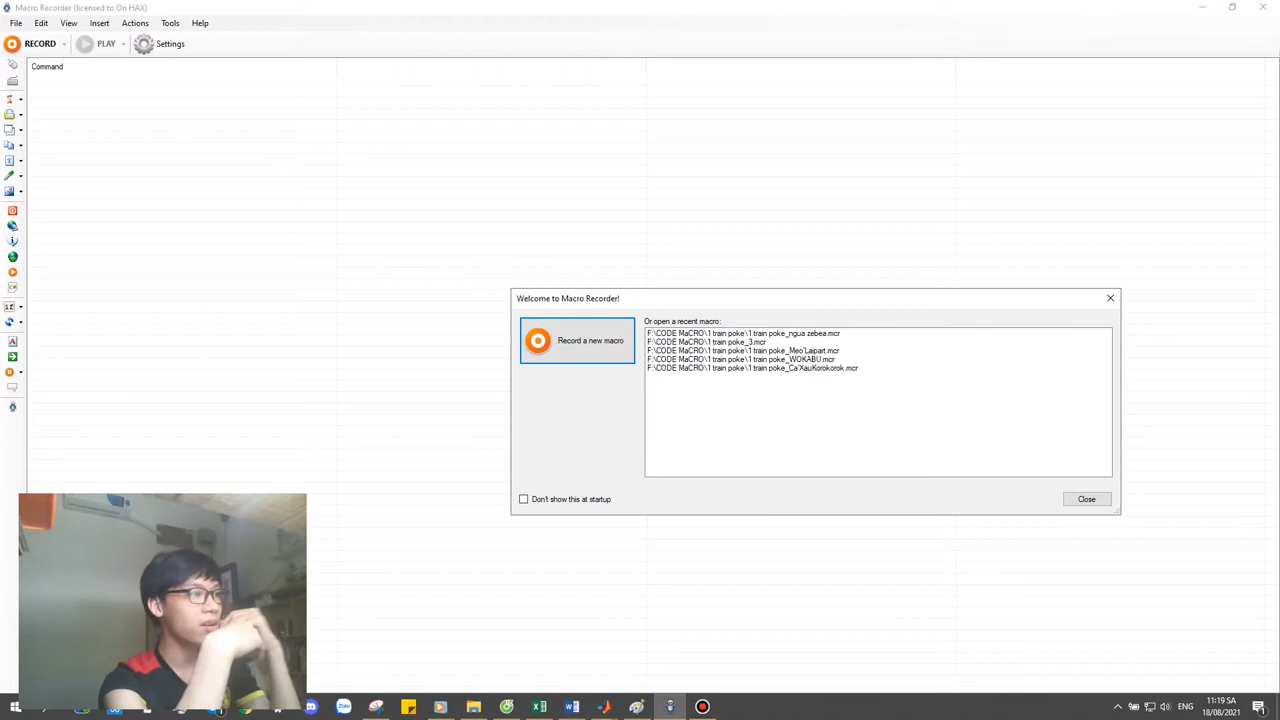 Macro Recorder (licensed to On HAX)
File Edit View Insert Actions Tools Help
RECORD PLAY Settings
Command
Welcome to Macro Recorder!
Record a new macro
Or open a recent macro:
F:\CODE MaCRO\1 train poke\1 train poke_ngua zebea.mcr
F:\CODE MaCRO\1 train poke_3.mcr
F:\CODE MaCRO\1 train poke\1 train poke_Meo'Laipart.mcr
F:\CODE MaCRO\1 train poke\1 train poke_WOKABU.mcr
F:\CODE MaCRO\1 train poke\1 train poke_Ca'XauKorokorok.mcr
Don't show this at startup
Close
Zalo
ENG
11:19 SA
18/08/2021